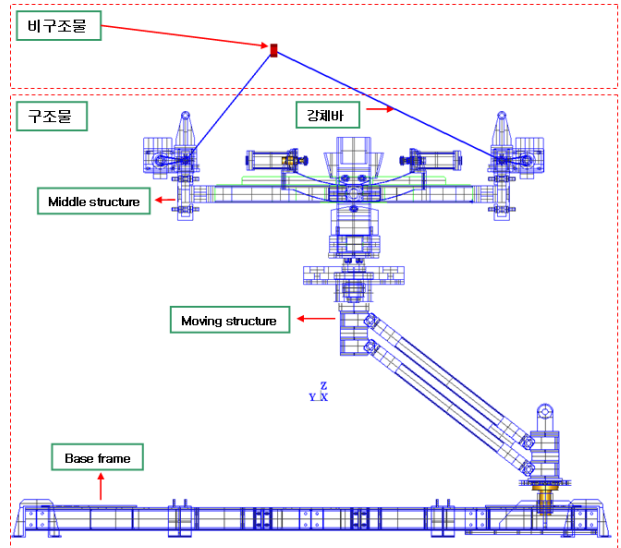 비구조물
구조물
강체바
Middle structure
Moving structure
Z
Y X
Base frame